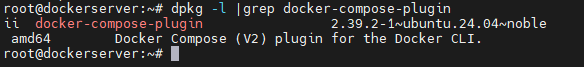 root@dockerserver:~# dpkg -l |grep docker-compose-plugin
ii  docker-compose-plugin                2.39.2-1~ubuntu.24.04~noble
 amd64        Docker Compose (V2) plugin for the Docker CLI.
root@dockerserver:~#